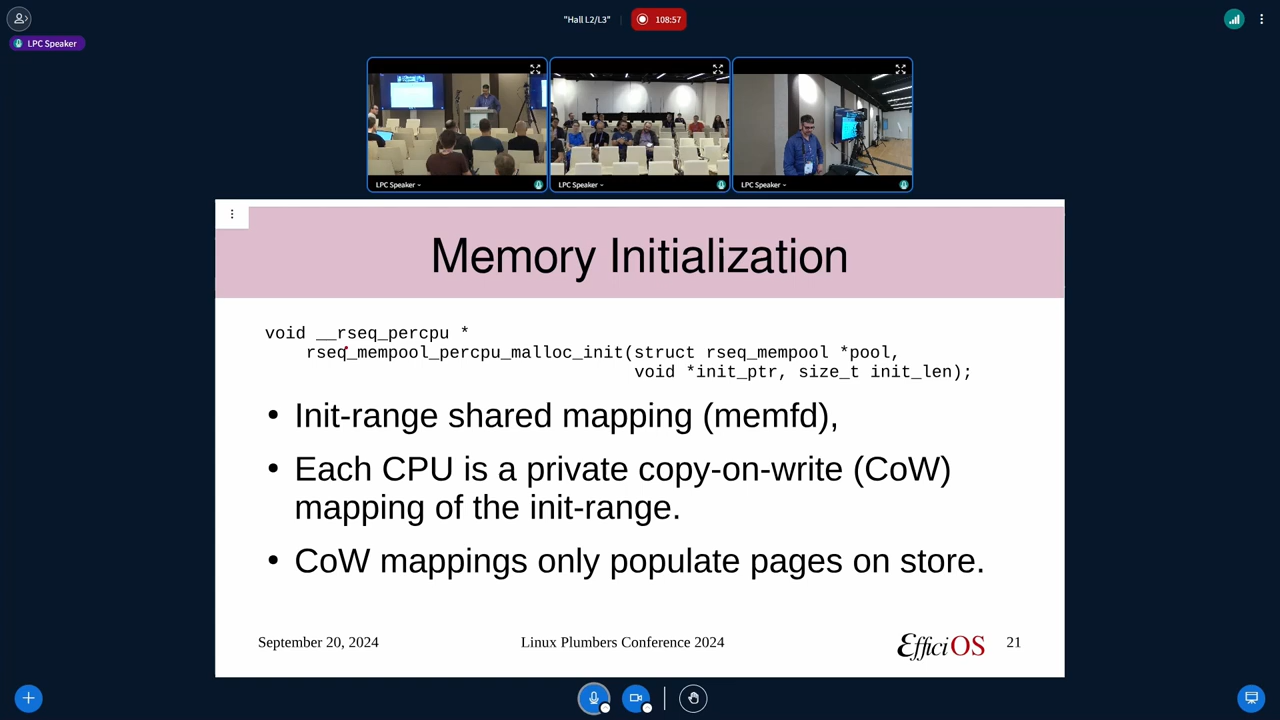 "Hall L2/L3"
108:57
LPC Speaker
LPC Speaker
LPC Speaker
LPC Speaker
Memory Initialization
void __rseq_percpu *
rseq_mempool_percpu_malloc_init(struct rseq_mempool *pool,
void *init_ptr, size_t init_len);
• Init-range shared mapping (memfd),
• Each CPU is a private copy-on-write (CoW)
mapping of the init-range.
• CoW mappings only populate pages on store.
September 20, 2024
Linux Plumbers Conference 2024
EfficiOS
21